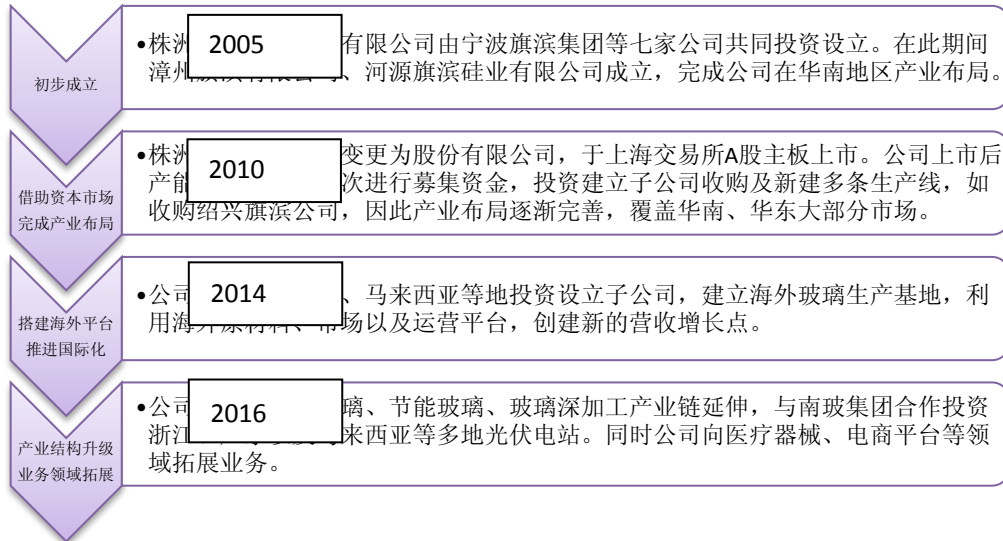 初步成立
•株洲 2005 有限公司由宁波旗滨集团等七家公司共同投资设立。在此期间
漳州 、河源旗滨硅业有限公司成立，完成公司在华南地区产业布局。
借助资本市场
完成产业布局
•株洲 2010 变更为股份有限公司，于上海交易所A股主板上市。公司上市后
产能 次进行募集资金，投资建立子公司收购及新建多条生产线，如
收购绍兴旗滨公司，因此产业布局逐渐完善，覆盖华南、华东大部分市场。
搭建海外平台
推进国际化
•公司 2014 、马来西亚等地投资设立子公司，建立海外玻璃生产基地，利
用海外原材料、市场以及运营平台，创建新的营收增长点。
产业结构升级
业务领域拓展
•公司 2016 璃、节能玻璃、玻璃深加工产业链延伸，与南玻集团合作投资
浙江 来西亚等多地光伏电站。同时公司向医疗器械、电商平台等领
域拓展业务。